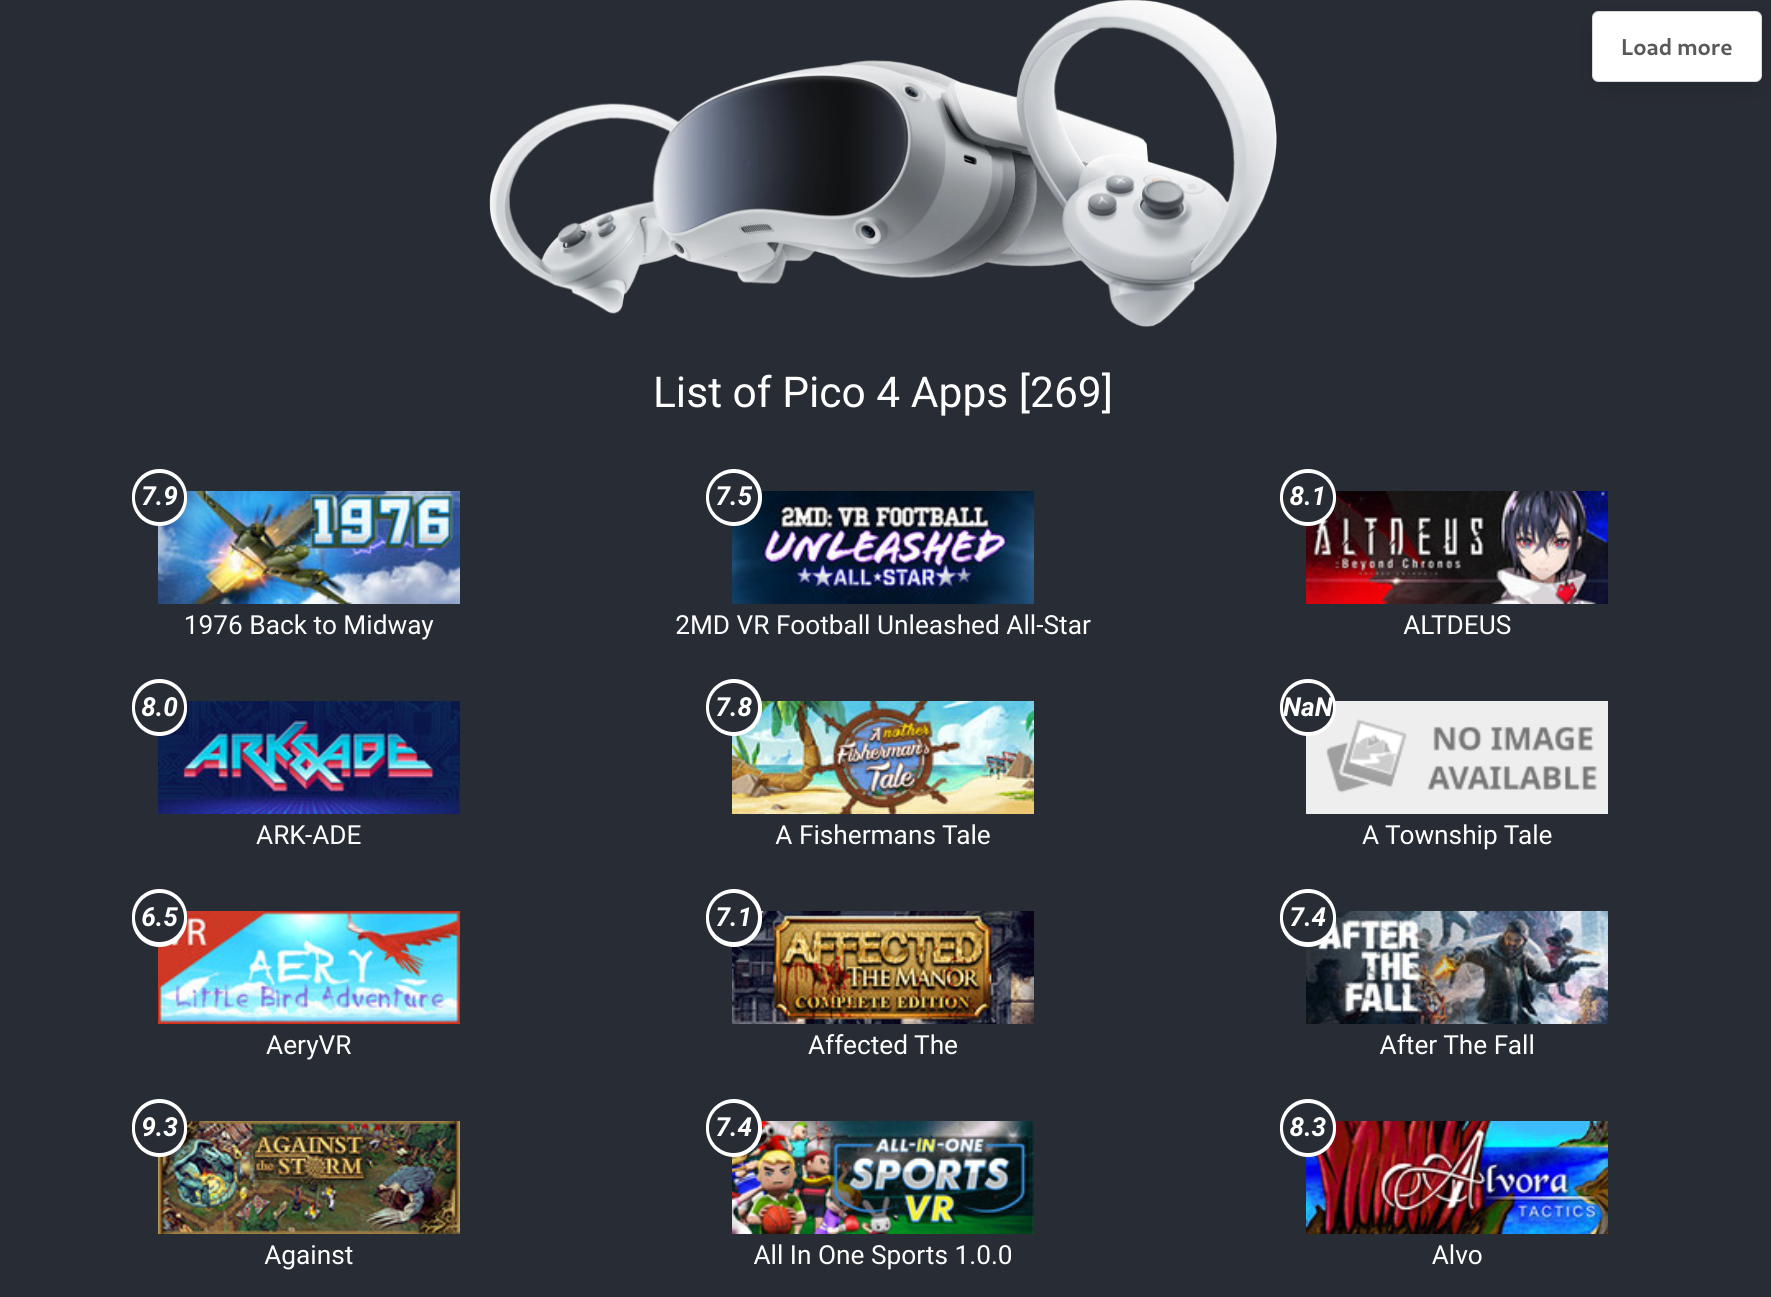 Load more
List of Pico 4 Apps [269]
7.9
1976
1976 Back to Midway
7.5
2MD: VR FOOTBALL
UNLEASHED
ALL★STAR
2MD VR Football Unleashed All-Star
8.1
ALTDEUS
:Beyond Chronos
ALTDEUS
8.0
ARK&ADE
ARK-ADE
7.8
Another
Fisherman's
Tale
A Fishermans Tale
NaN
NO IMAGE
AVAILABLE
A Township Tale
6.5
VR
AERY
Little Bird Adventure
AeryVR
7.1
AFFECTED
THE MANOR
COMPLETE EDITION
Affected The
7.4
AFTER
THE
FALL
After The Fall
9.3
AGAINST
the STORM
Against
7.4
ALL-IN-ONE
SPORTS
VR
All In One Sports 1.0.0
8.3
Alvora
TACTICS
Alvo